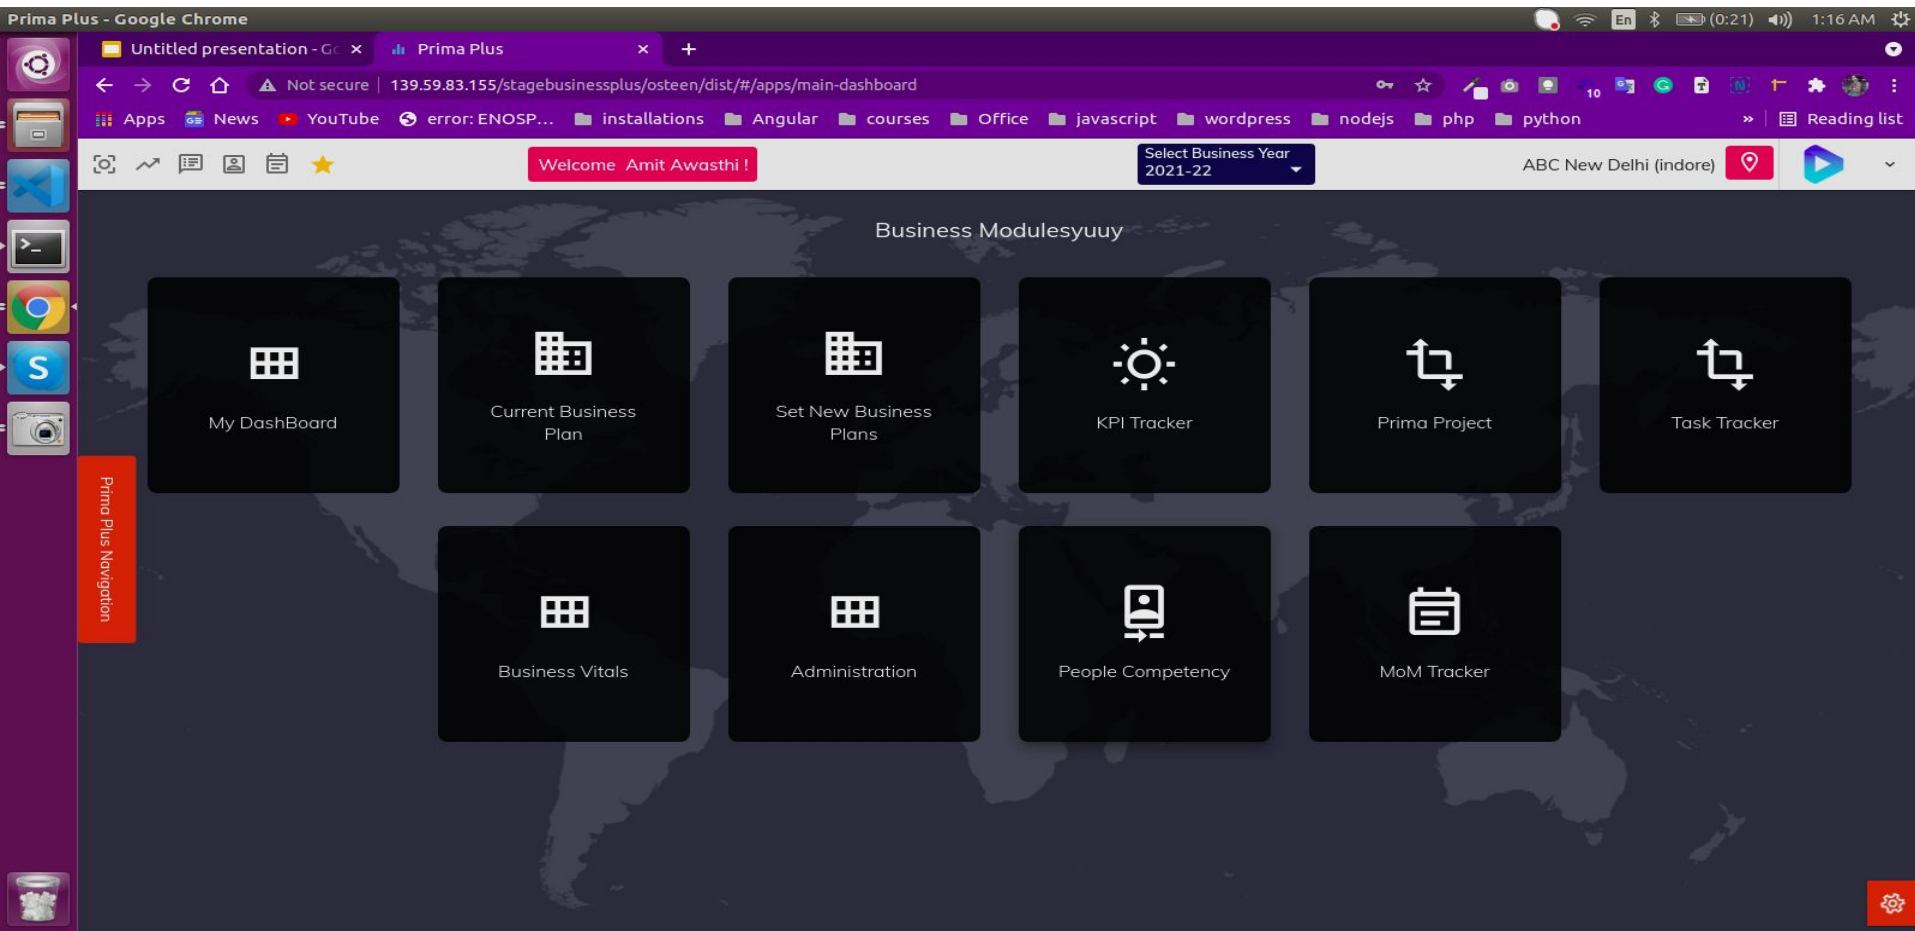 Prima Plus - Google Chrome
En (0:21) 1:16 AM
Untitled presentation - Go × Prima Plus × +
Not secure 139.59.83.155/stagebusinessplus/osteen/dist/#/apps/main-dashboard
10
Apps News YouTube error: ENOSP... installations Angular courses Office javascript wordpress nodejs php python » Reading list
Welcome Amit Awasthi !
Select Business Year
2021-22
ABC New Delhi (indore)
Business Modulesyuuy
My DashBoard
Current Business
Plan
Set New Business
Plans
KPI Tracker
Prima Project
Task Tracker
Prima Plus Navigation
Business Vitals
Administration
People Competency
MoM Tracker